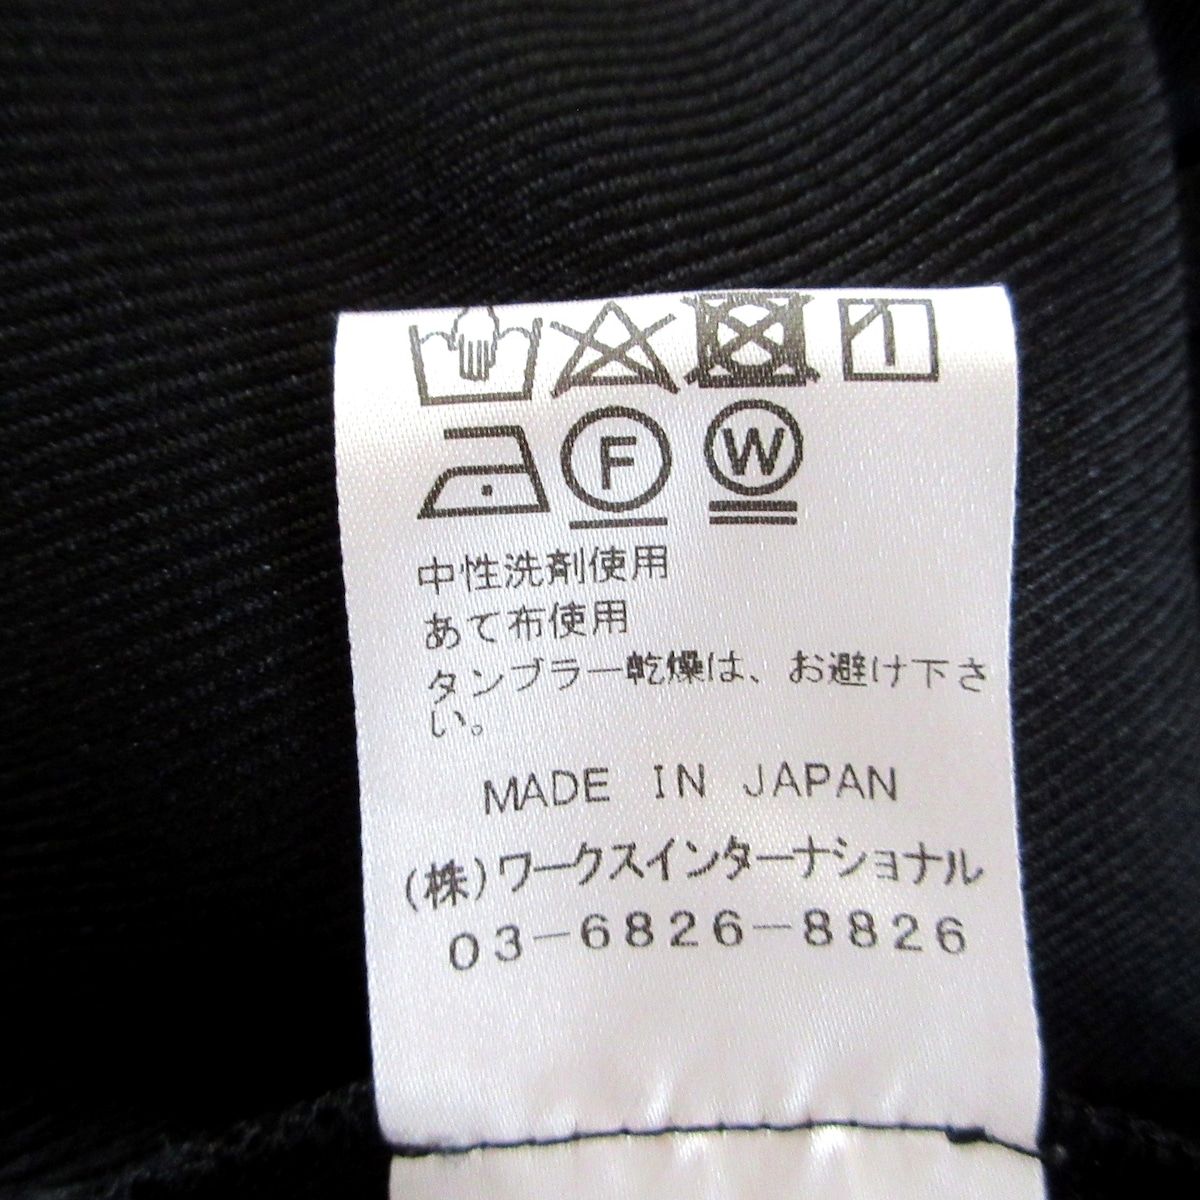 F W
中性洗剤使用
あて布使用
タンブラー乾燥は、お避け下さ
い。
MADE IN JAPAN
(株)ワークスインターナショナル
03-6826-8826